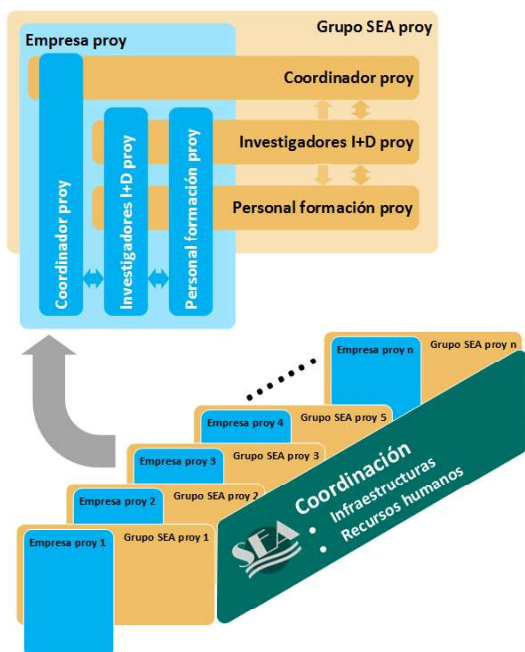 Grupo SEA proy
Empresa proy
Coordinador proy
Investigadores I+D proy
Personal formación proy
Coordinador proy
Investigadores I+D proy
Personal formación proy
Empresa proy n
Grupo SEA proy n
Empresa proy 4
Grupo SEA proy 5
Empresa proy 3
Grupo SEA proy 3
Empresa proy 2
Grupo SEA proy 2
Empresa proy 1
Grupo SEA proy 1
SEA
Coordinación
• Infraestructuras
• Recursos humanos